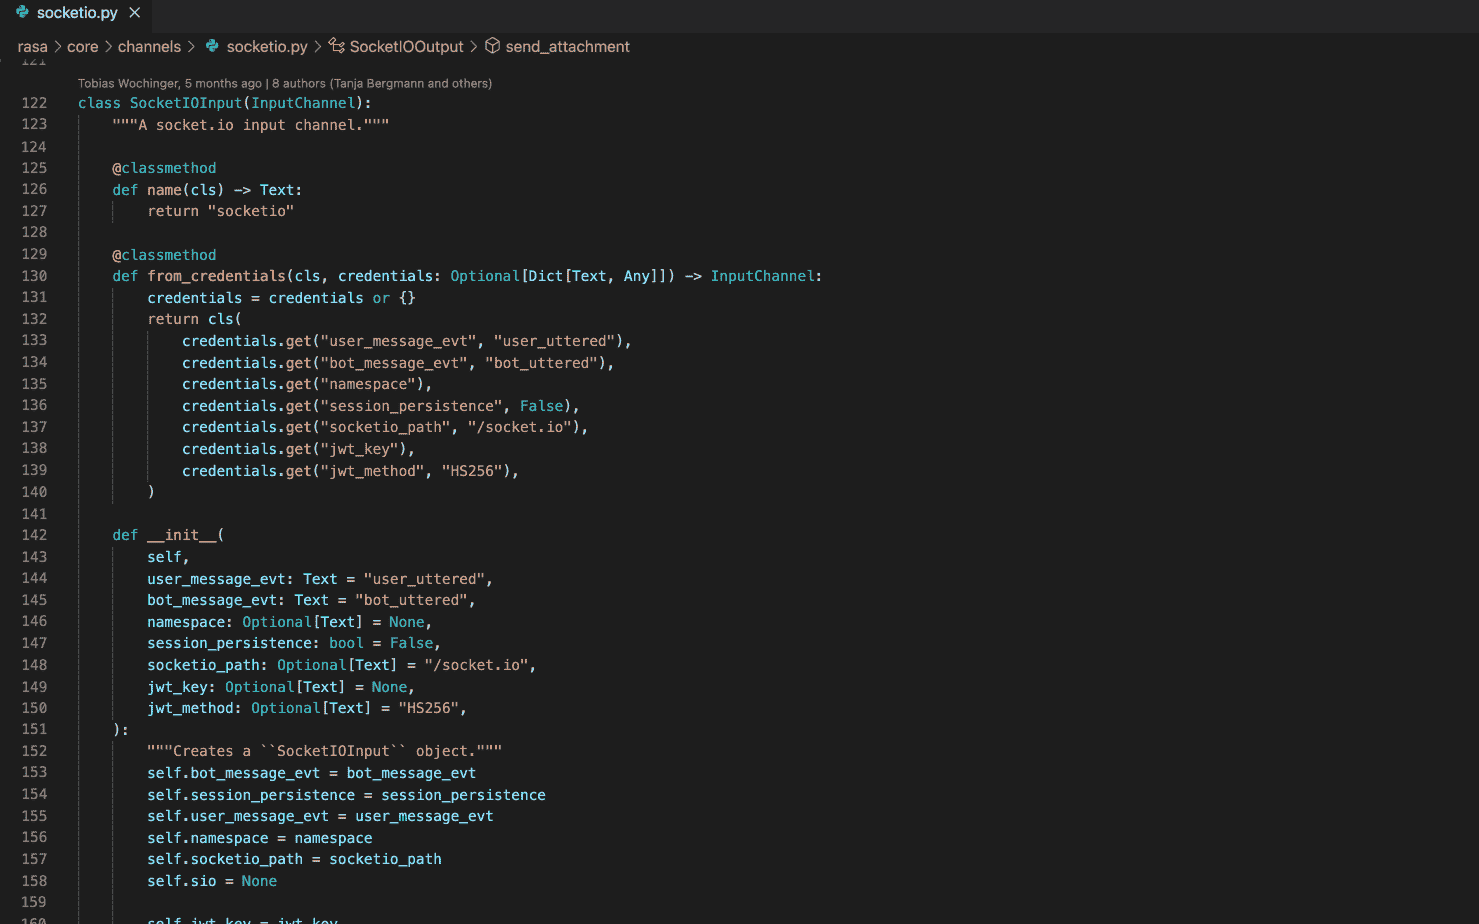 socketio.py
rasa > core > channels > socketio.py > SocketIOOutput > send_attachment
121
Tobias Wochinger, 5 months ago | 8 authors (Tanja Bergmann and others)
122 class SocketIOInput(InputChannel):
123     """A socket.io input channel."""
124
125     @classmethod
126     def name(cls) -> Text:
127         return "socketio"
128
129     @classmethod
130     def from_credentials(cls, credentials: Optional[Dict[Text, Any]]) -> InputChannel:
131         credentials = credentials or {}
132         return cls(
133             credentials.get("user_message_evt", "user_uttered"),
134             credentials.get("bot_message_evt", "bot_uttered"),
135             credentials.get("namespace"),
136             credentials.get("session_persistence", False),
137             credentials.get("socketio_path", "/socket.io"),
138             credentials.get("jwt_key"),
139             credentials.get("jwt_method", "HS256"),
140         )
141
142     def __init__(
143         self,
144         user_message_evt: Text = "user_uttered",
145         bot_message_evt: Text = "bot_uttered",
146         namespace: Optional[Text] = None,
147         session_persistence: bool = False,
148         socketio_path: Optional[Text] = "/socket.io",
149         jwt_key: Optional[Text] = None,
150         jwt_method: Optional[Text] = "HS256",
151     ):
152         """Creates a ``SocketIOInput`` object."""
153         self.bot_message_evt = bot_message_evt
154         self.session_persistence = session_persistence
155         self.user_message_evt = user_message_evt
156         self.namespace = namespace
157         self.socketio_path = socketio_path
158         self.sio = None
159
160         self.jwt_key = jwt_key